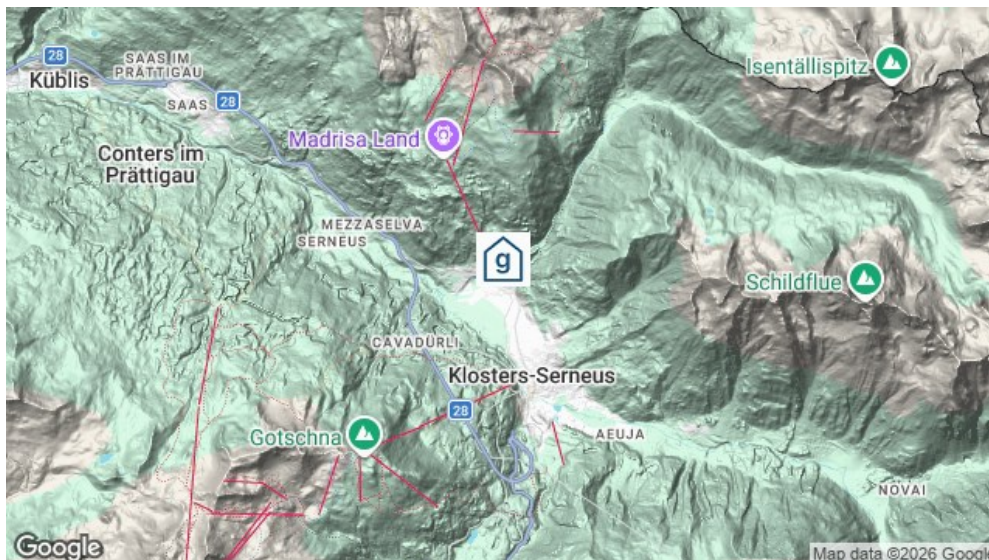 28
SAAS IM
PRÄTTIGAU
Küblis
SAAS
28
Isentällispitz
Madrisa Land
Conters im
Prättigau
MEZZASELVA
SERNEUS
g
Schildflue
CAVADÜRLI
Klosters-Serneus
28
Gotschna
AEUJA
NOVAI
Google
Map data ©2026 Google